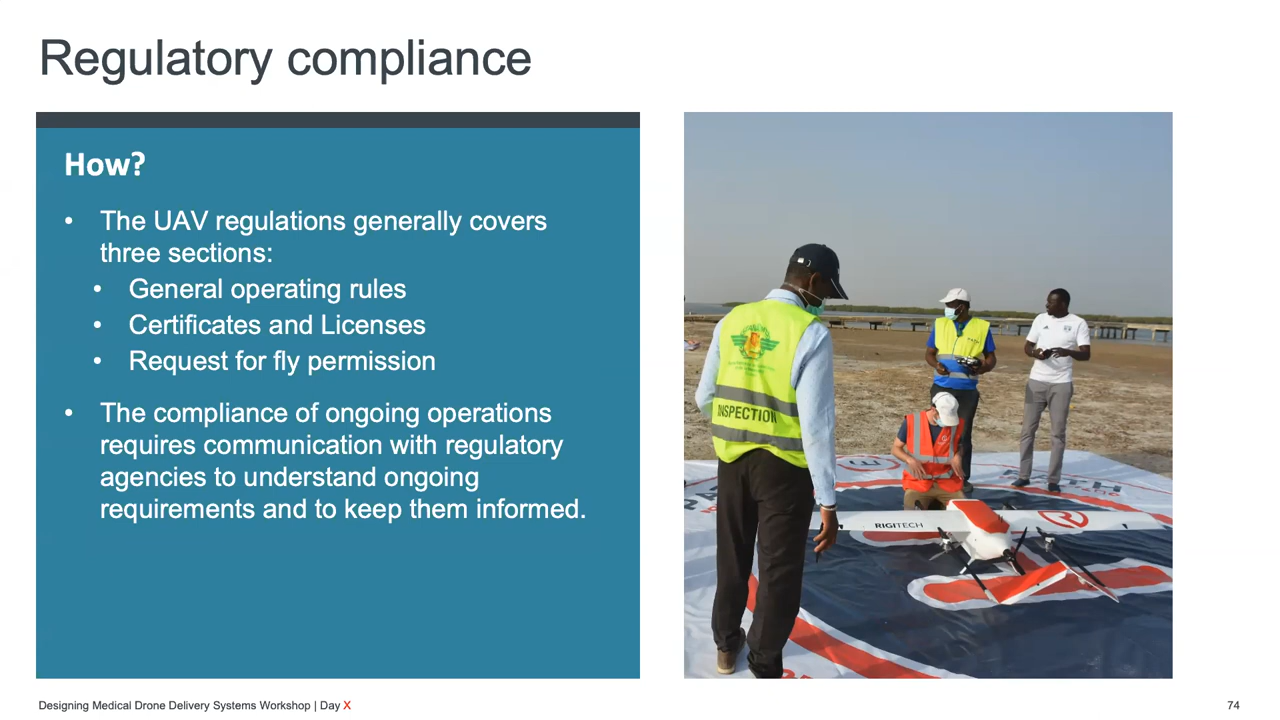 Regulatory compliance
How?
• The UAV regulations generally covers
three sections:
• General operating rules
• Certificates and Licenses
• Request for fly permission
• The compliance of ongoing operations
requires communication with regulatory
agencies to understand ongoing
requirements and to keep them informed.
INSPECTION
RIGITECH
Designing Medical Drone Delivery Systems Workshop | Day X
74